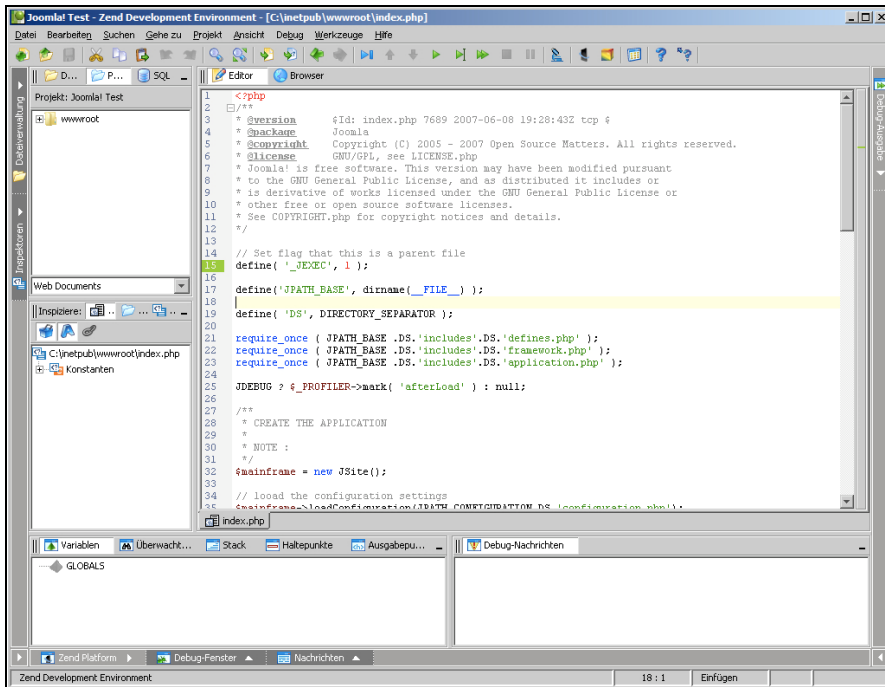 Joomla! Test - Zend Development Environment - [C:\inetpub\wwwroot\index.php]
Datei Bearbeiten Suchen Gehe zu Projekt Ansicht Debug Werkzeuge Hilfe
D... P... SQL
Editor Browser
Projekt: Joomla! Test
wwwroot
Dateiverwaltung
Inspektoren
Debug-Ausgabe
Web Documents
Inspiziere: .. ... ..
C:\inetpub\wwwroot\index.php
Konstanten
1 <?php
2 /**
3 * @version $Id: index.php 7689 2007-06-08 19:28:43Z tcp $
4 * @package Joomla
5 * @copyright Copyright (C) 2005 - 2007 Open Source Matters. All rights reserved.
6 * @license GNU/GPL, see LICENSE.php
7 * Joomla! is free software. This version may have been modified pursuant
8 * to the GNU General Public License, and as distributed it includes or
9 * is derivative of works licensed under the GNU General Public License or
10 * other free or open source software licenses.
11 * See COPYRIGHT.php for copyright notices and details.
12 */
13
14 // Set flag that this is a parent file
15 define( '_JEXEC', 1 );
16
17 define('JPATH_BASE', dirname(__FILE__) );
18
19 define( 'DS', DIRECTORY_SEPARATOR );
20
21 require_once ( JPATH_BASE .DS.'includes'.DS.'defines.php' );
22 require_once ( JPATH_BASE .DS.'includes'.DS.'framework.php' );
23 require_once ( JPATH_BASE .DS.'includes'.DS.'application.php' );
24
25 JDEBUG ? $_PROFILER->mark( 'afterLoad' ) : null;
26
27 /**
28 * CREATE THE APPLICATION
29 *
30 * NOTE :
31 */
32 $mainframe = new JSite();
33
34 // looad the configuration settings
35 $mainframe->loadConfiguration(JPATH_CONFIGURATION.DS.'configuration.php');
index.php
Variablen Überwacht... Stack Haltepunkte Ausgabepu...
Debug-Nachrichten
GLOBALS
Zend Platform Debug-Fenster Nachrichten
Zend Development Environment 18 : 1 Einfügen